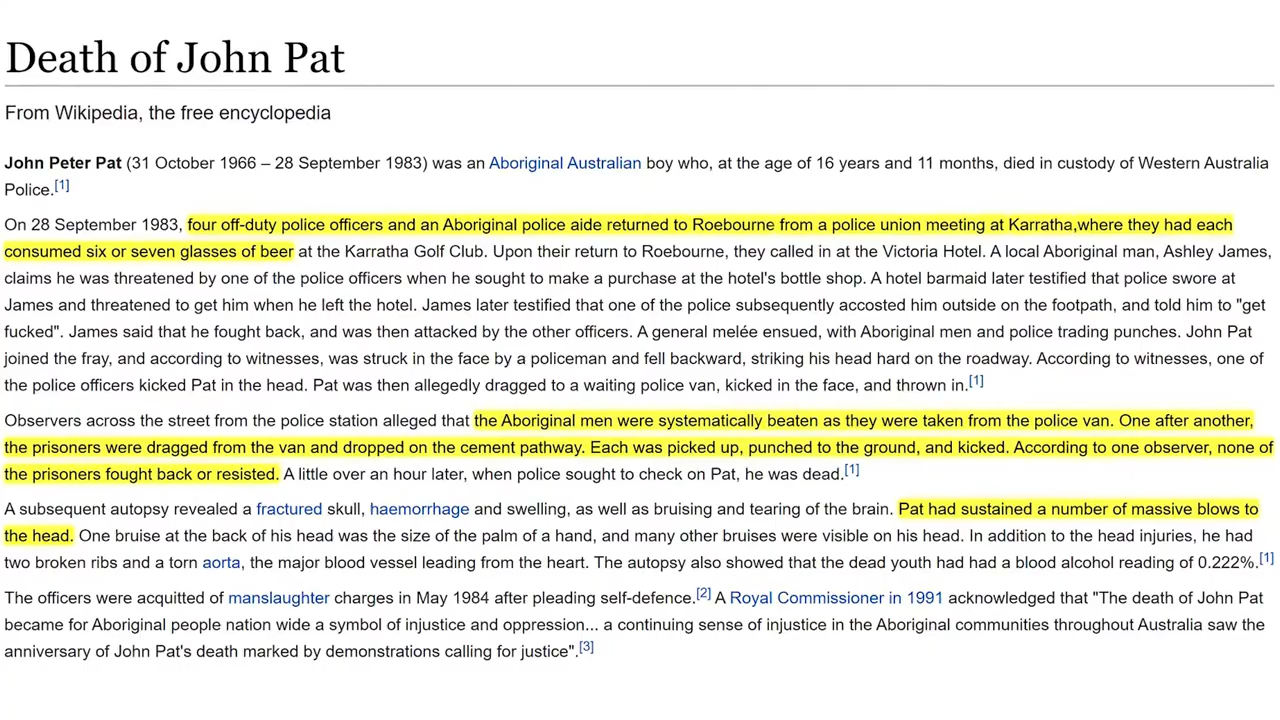 Death of John Pat
From Wikipedia, the free encyclopedia
John Peter Pat (31 October 1966 – 28 September 1983) was an Aboriginal Australian boy who, at the age of 16 years and 11 months, died in custody of Western Australia
Police.[1]
On 28 September 1983, four off-duty police officers and an Aboriginal police aide returned to Roebourne from a police union meeting at Karratha,where they had each
consumed six or seven glasses of beer at the Karratha Golf Club. Upon their return to Roebourne, they called in at the Victoria Hotel. A local Aboriginal man, Ashley James,
claims he was threatened by one of the police officers when he sought to make a purchase at the hotel's bottle shop. A hotel barmaid later testified that police swore at
James and threatened to get him when he left the hotel. James later testified that one of the police subsequently accosted him outside on the footpath, and told him to "get
fucked". James said that he fought back, and was then attacked by the other officers. A general melée ensued, with Aboriginal men and police trading punches. John Pat
joined the fray, and according to witnesses, was struck in the face by a policeman and fell backward, striking his head hard on the roadway. According to witnesses, one of
the police officers kicked Pat in the head. Pat was then allegedly dragged to a waiting police van, kicked in the face, and thrown in.[1]
Observers across the street from the police station alleged that the Aboriginal men were systematically beaten as they were taken from the police van. One after another,
the prisoners were dragged from the van and dropped on the cement pathway. Each was picked up, punched to the ground, and kicked. According to one observer, none of
the prisoners fought back or resisted. A little over an hour later, when police sought to check on Pat, he was dead.[1]
A subsequent autopsy revealed a fractured skull, haemorrhage and swelling, as well as bruising and tearing of the brain. Pat had sustained a number of massive blows to
the head. One bruise at the back of his head was the size of the palm of a hand, and many other bruises were visible on his head. In addition to the head injuries, he had
two broken ribs and a torn aorta, the major blood vessel leading from the heart. The autopsy also showed that the dead youth had had a blood alcohol reading of 0.222%.[1]
The officers were acquitted of manslaughter charges in May 1984 after pleading self-defence.[2] A Royal Commissioner in 1991 acknowledged that "The death of John Pat
became for Aboriginal people nation wide a symbol of injustice and oppression... a continuing sense of injustice in the Aboriginal communities throughout Australia saw the
anniversary of John Pat's death marked by demonstrations calling for justice".[3]